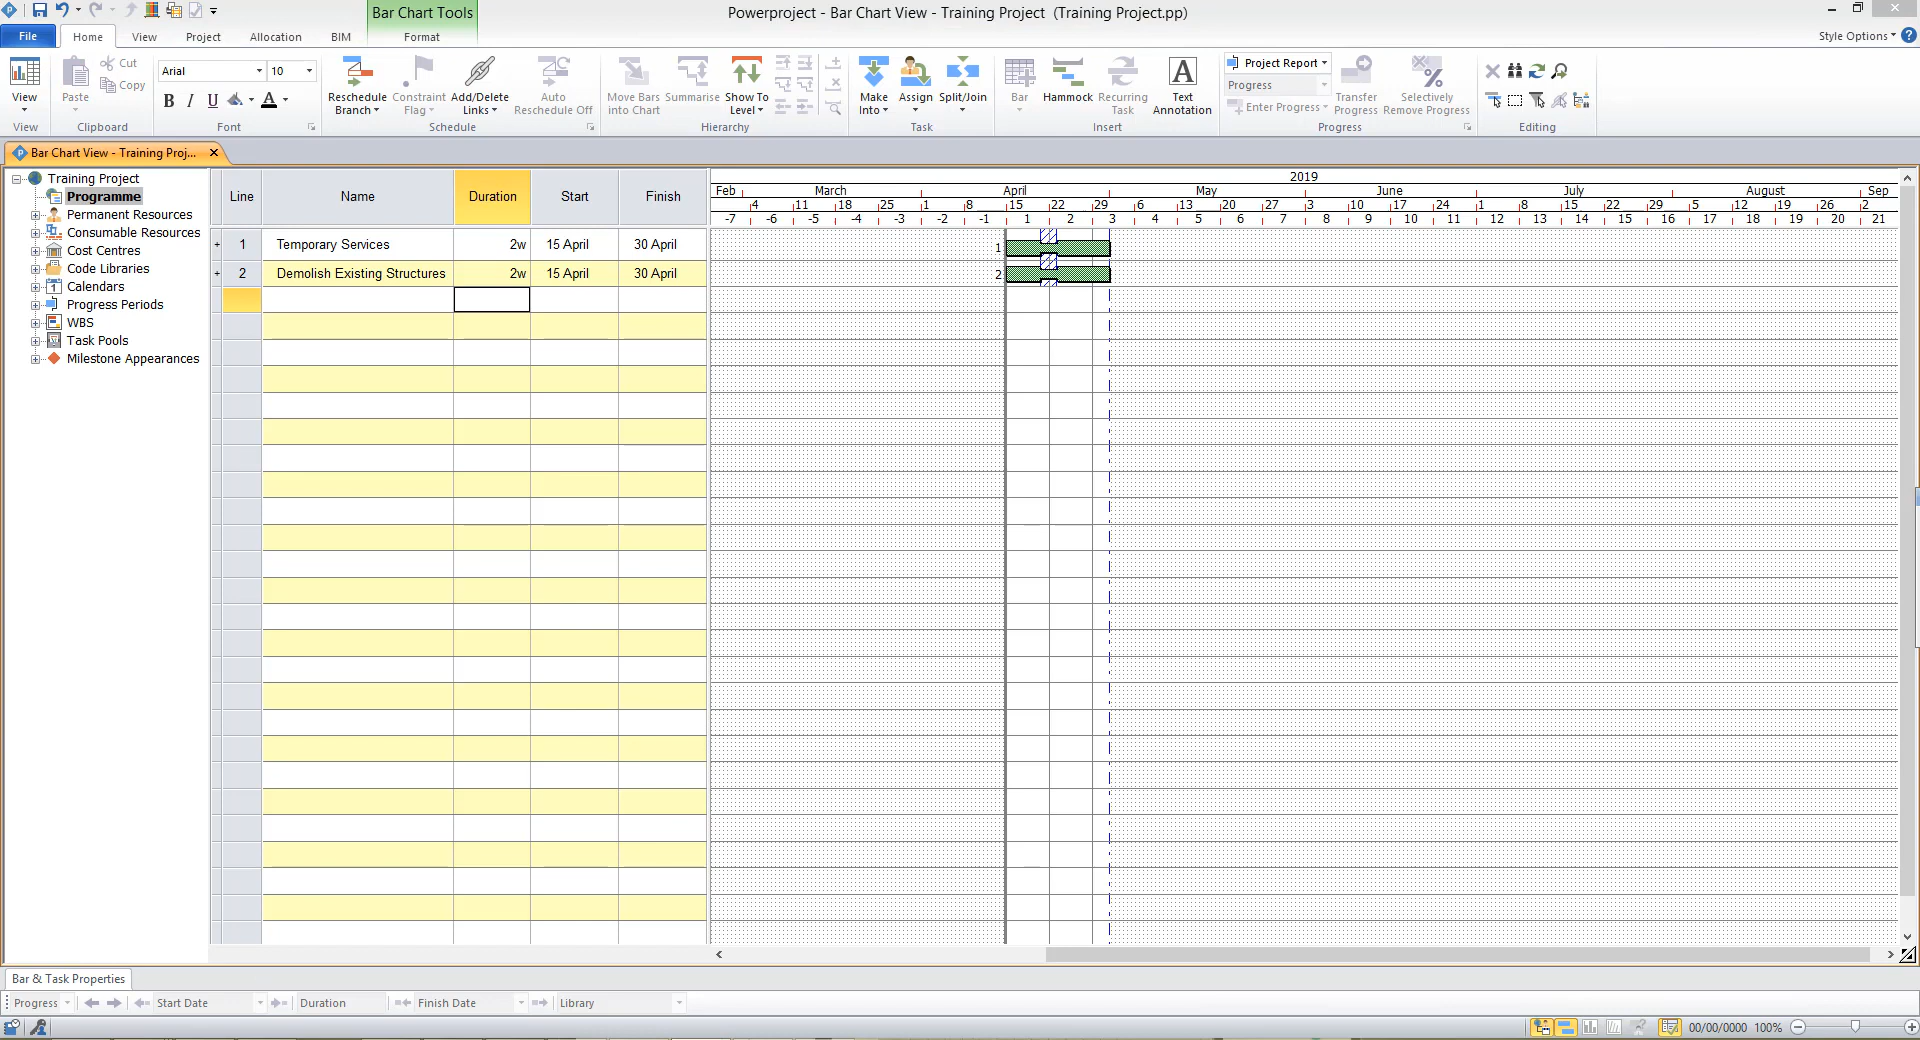 Bar Chart Tools
Powerproject - Bar Chart View - Training Project (Training Project.pp)
File Home View Project Allocation BIM Format Style Options
View Paste Cut Copy Arial 10 B I U A
Reschedule Branch Constraint Flag Add/Delete Links Auto Reschedule Off
Move Bars into Chart Summarise Show To Level
Make Into Assign Split/Join
Bar Hammock Recurring Task Text Annotation
Project Report Progress Enter Progress Transfer Progress Selectively Remove Progress
View Clipboard Font Schedule Hierarchy Task Insert Progress Editing
Bar Chart View - Training Proj...
Training Project
Programme
Permanent Resources
Consumable Resources
Cost Centres
Code Libraries
Calendars
Progress Periods
WBS
Task Pools
Milestone Appearances
Line Name Duration Start Finish
1 Temporary Services 2w 15 April 30 April
2 Demolish Existing Structures 2w 15 April 30 April
2019
Feb March April May June July August Sep
4 11 18 25 1 8 15 22 29 6 13 20 27 3 10 17 24 1 8 15 22 29 5 12 19 26 2
-7 -6 -5 -4 -3 -2 -1 1 2 3 4 5 6 7 8 9 10 11 12 13 14 15 16 17 18 19 20 21
1
2
Bar & Task Properties
Progress Start Date Duration Finish Date Library
00/00/0000 100%